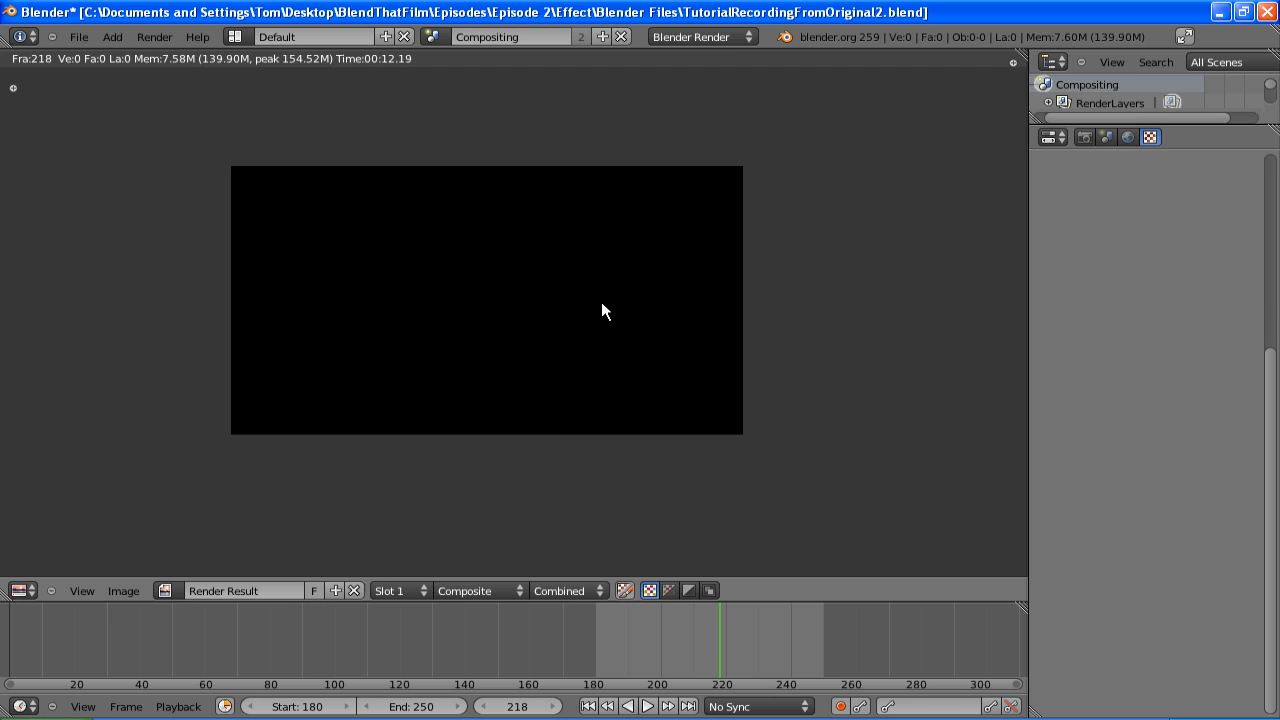 Blender* [C:\Documents and Settings\Tom\Desktop\BlendThatFilm\Episodes\Episode 2\Effect\Blender Files\TutorialRecordingFromOriginal2.blend]
File Add Render Help Default Compositing 2 Blender Render blender.org 259 | Ve:0 | Fa:0 | Ob:0-0 | La:0 | Mem:7.60M (139.90M)
Fra:218 Ve:0 Fa:0 La:0 Mem:7.58M (139.90M, peak 154.52M) Time:00:12.19
View Search All Scenes
Compositing
RenderLayers |
View Image Render Result F Slot 1 Composite Combined
20 40 60 80 100 120 140 160 180 200 220 240 260 280 300
View Frame Playback Start: 180 End: 250 218 No Sync